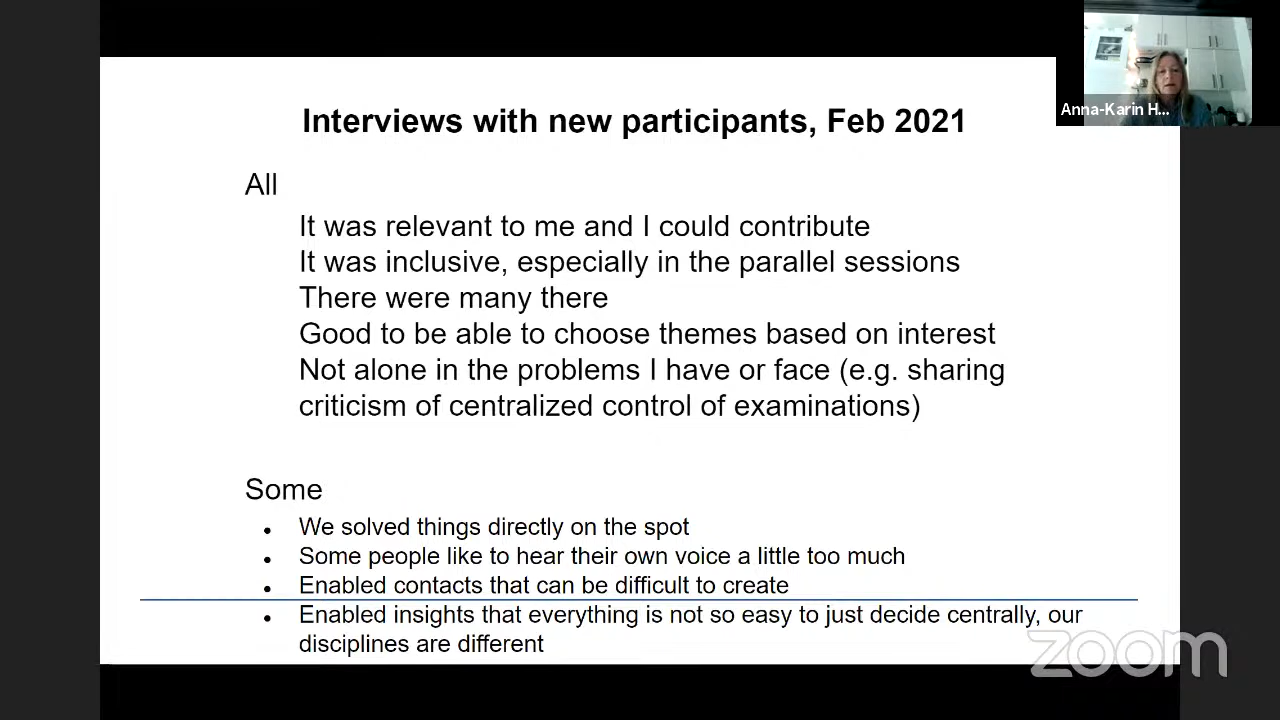 Interviews with new participants, Feb 2021
Anna-Karin H...
All
It was relevant to me and I could contribute
It was inclusive, especially in the parallel sessions
There were many there
Good to be able to choose themes based on interest
Not alone in the problems I have or face (e.g. sharing
criticism of centralized control of examinations)
Some
• We solved things directly on the spot
• Some people like to hear their own voice a little too much
• Enabled contacts that can be difficult to create
• Enabled insights that everything is not so easy to just decide centrally, our
disciplines are different
zoom